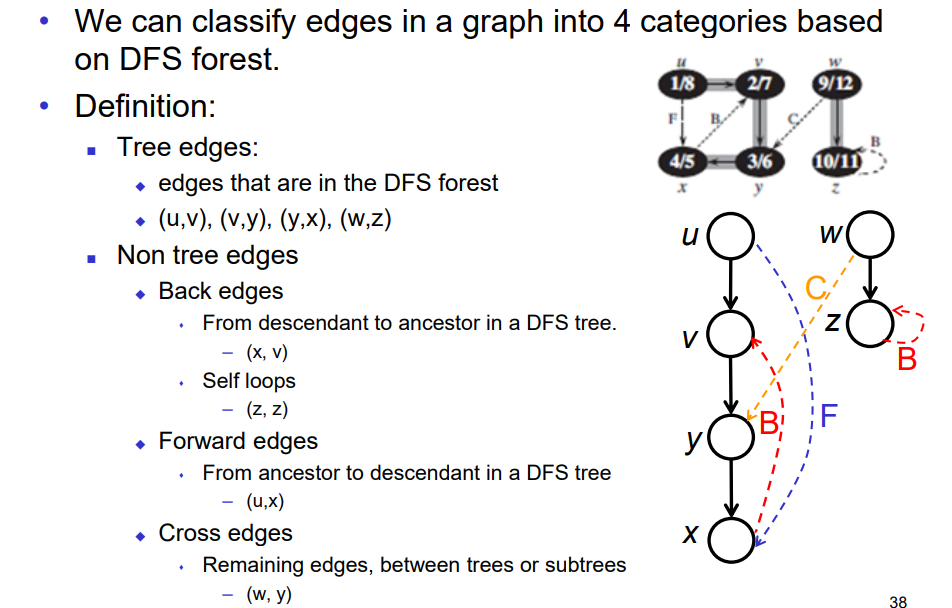 • We can classify edges in a graph into 4 categories based
on DFS forest.
• Definition:
▪ Tree edges:
◆ edges that are in the DFS forest
◆ (u,v), (v,y), (y,x), (w,z)
▪ Non tree edges
◆ Back edges
⬧ From descendant to ancestor in a DFS tree.
– (x, v)
⬧ Self loops
– (z, z)
◆ Forward edges
⬧ From ancestor to descendant in a DFS tree
– (u,x)
◆ Cross edges
⬧ Remaining edges, between trees or subtrees
– (w, y)
u v w
1/8 2/7 9/12
F B C B
4/5 3/6 10/11
x y z
u w
C
v z
B
B F
y
x
38